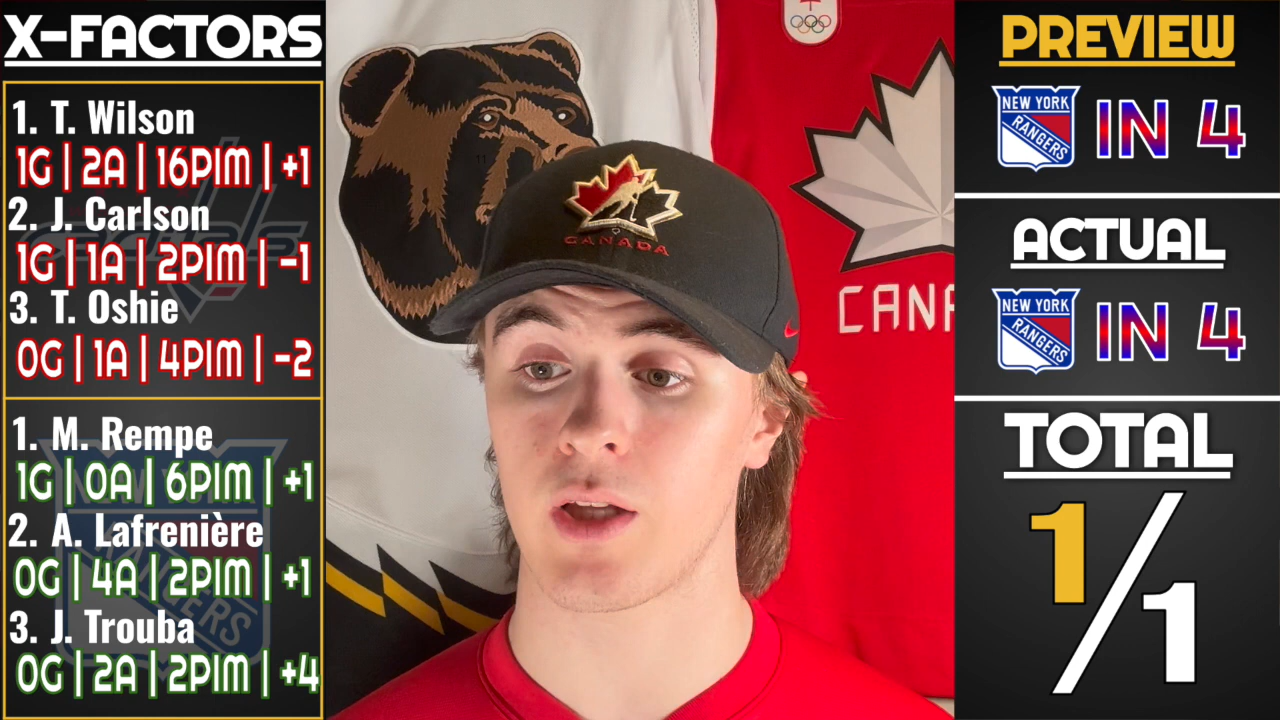 X-FACTORS
1. T. Wilson
1G | 2A | 16PIM | +1
2. J. Carlson
1G | 1A | 2PIM | -1
3. T. Oshie
0G | 1A | 4PIM | -2
1. M. Rempe
1G | 0A | 6PIM | +1
2. A. Lafrenière
0G | 4A | 2PIM | +1
3. J. Trouba
0G | 2A | 2PIM | +4
CANADA
CANA
PREVIEW
NEW YORK
RANGERS
IN 4
ACTUAL
NEW YORK
RANGERS
IN 4
TOTAL
1/1